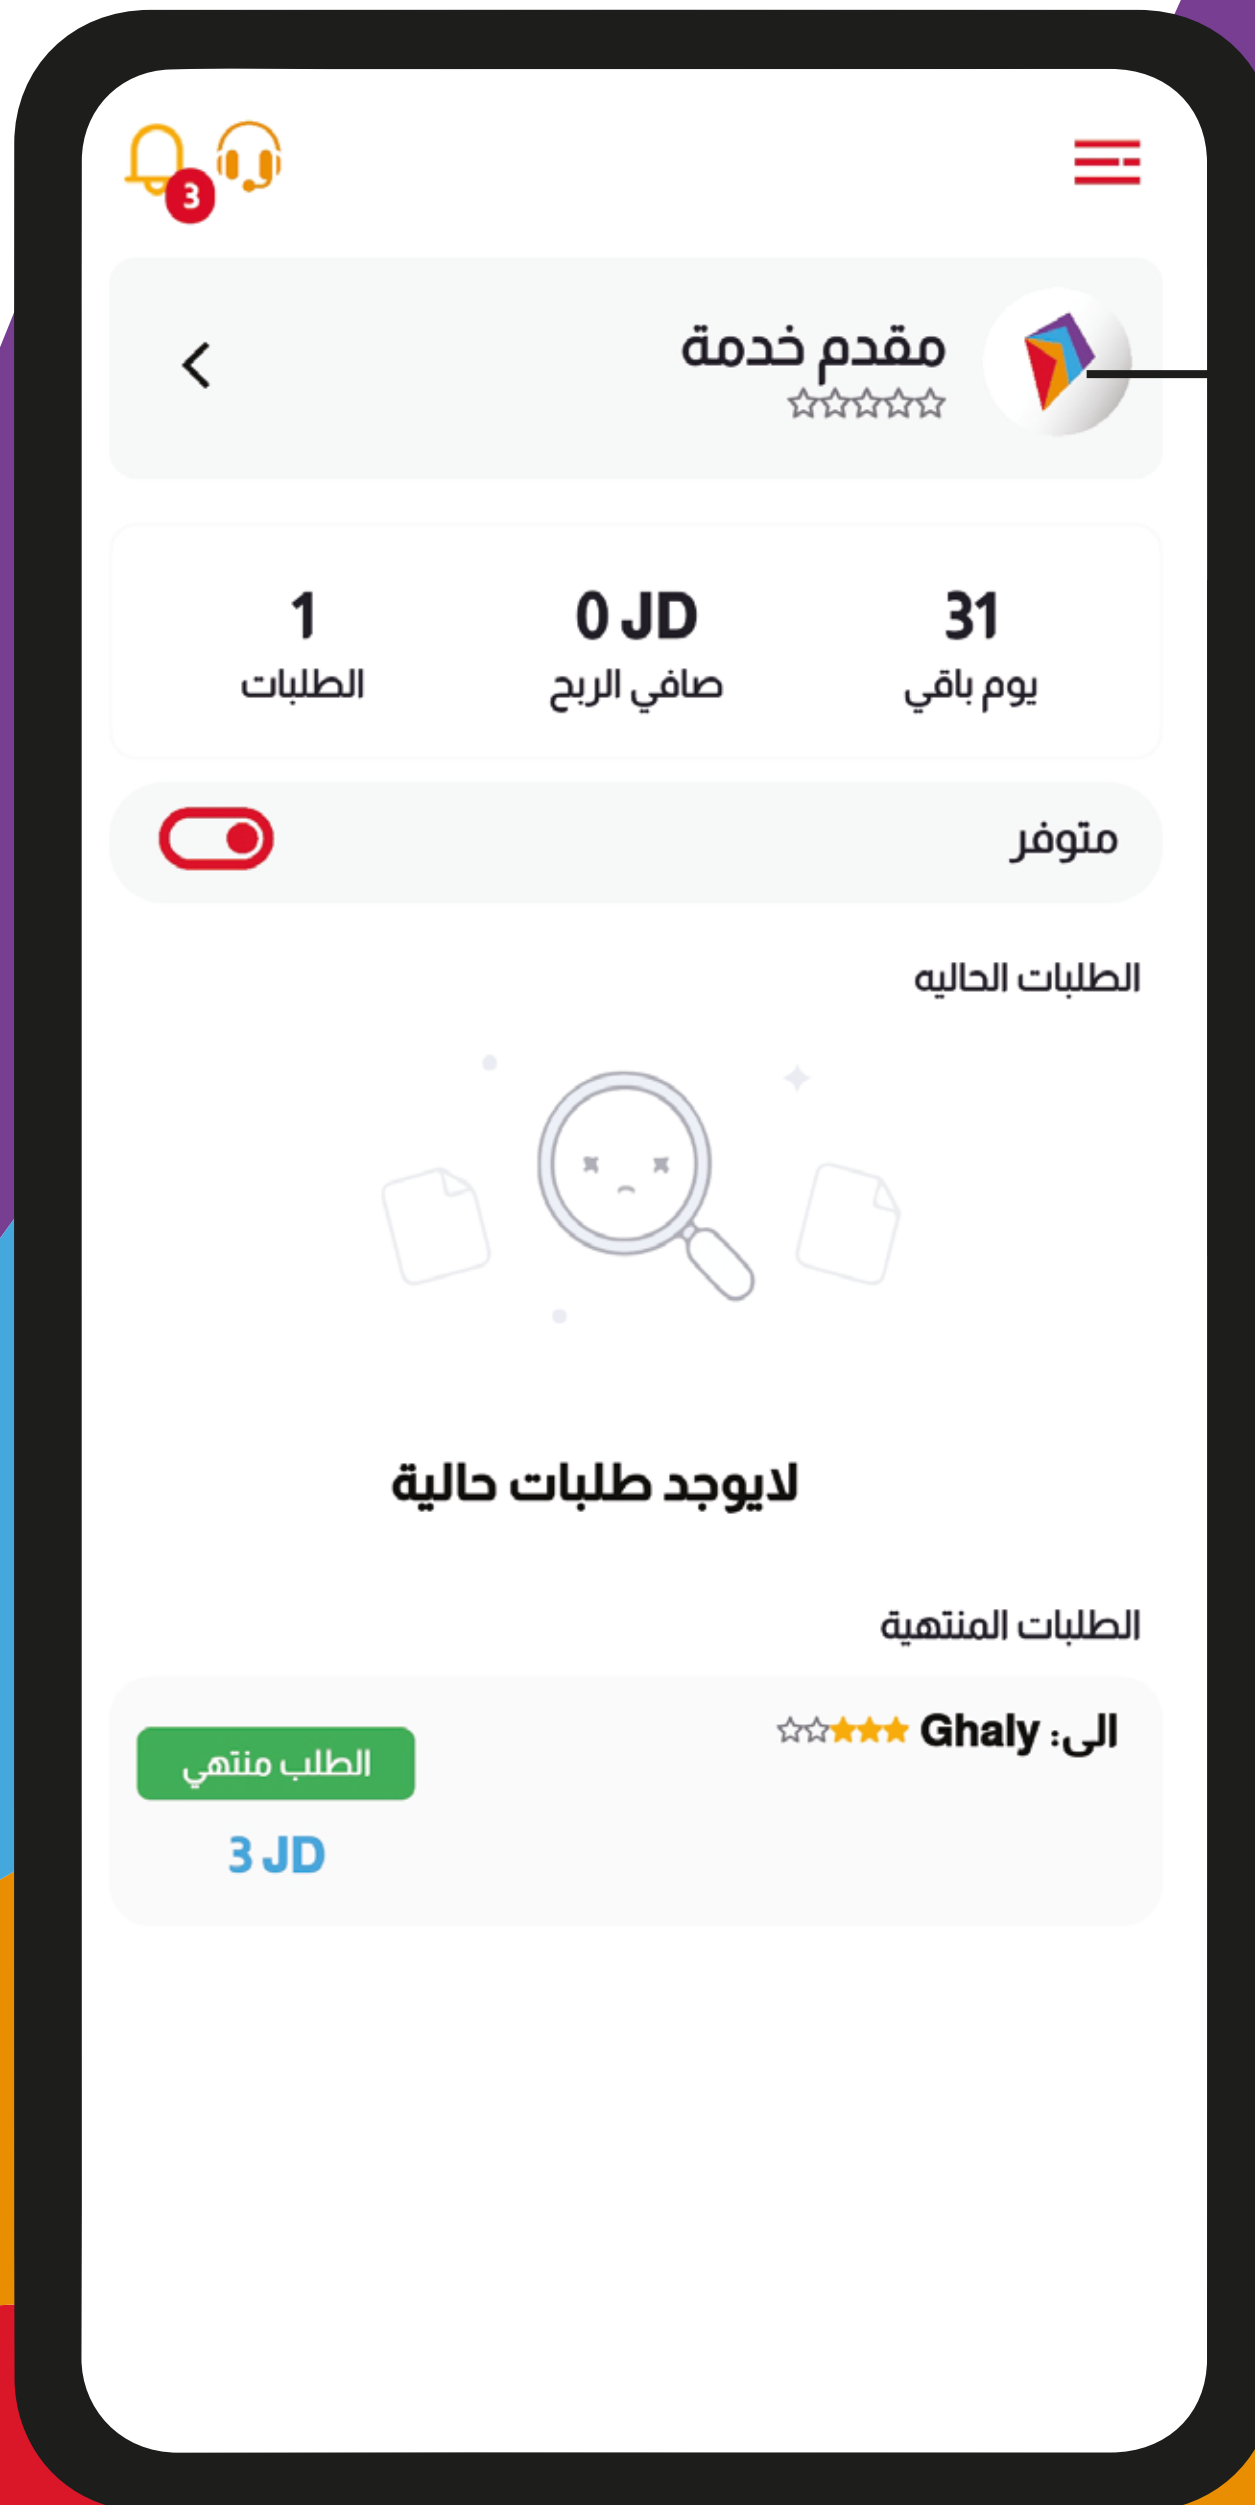 3
مقدم خدمة
31
يوم باقي
0 JD
صافي الربح
1
الطلبات
متوفر
الطلبات الحاليه
لايوجد طلبات حالية
الطلبات المنتهية
الى: Ghaly
الطلب منتهي
3 JD